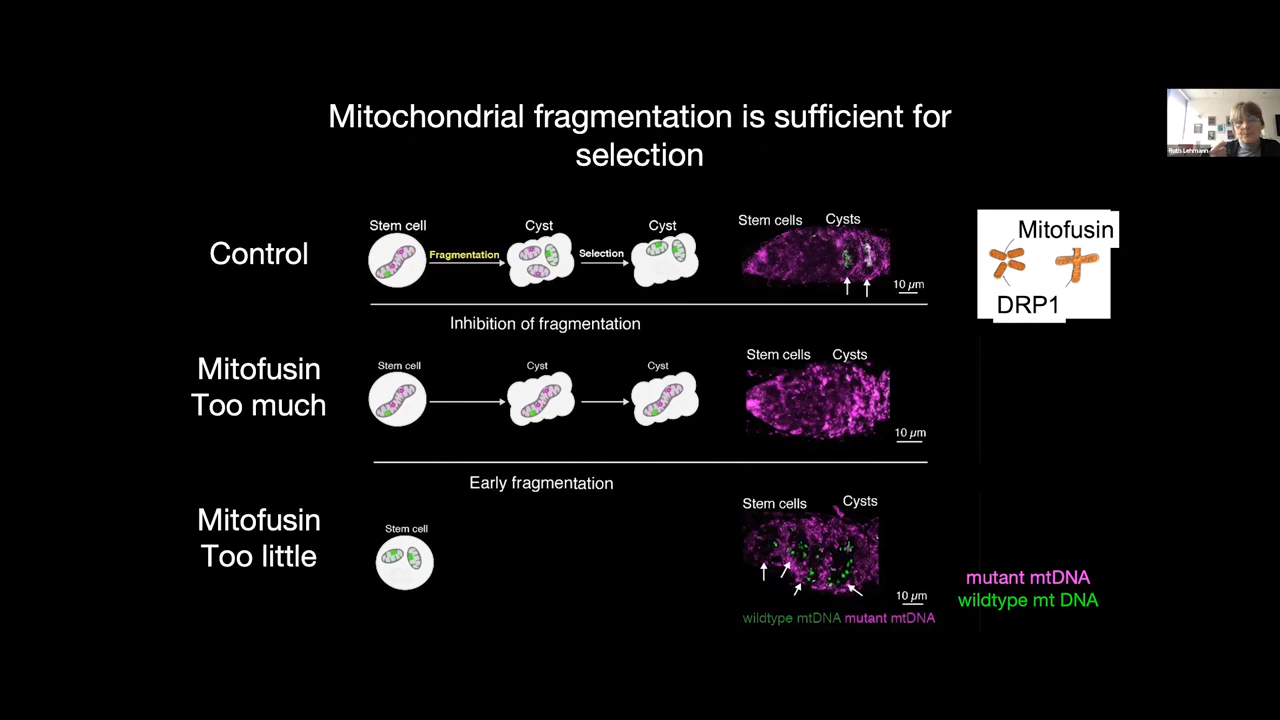 Mitochondrial fragmentation is sufficient for
selection
Ruth Lehmann
Control
Stem cell
Fragmentation
Cyst
Selection
Cyst
Stem cells
Cysts
10 µm
Mitofusin
DRP1
Inhibition of fragmentation
Mitofusin
Too much
Stem cell
Cyst
Cyst
Stem cells
Cysts
10 µm
Early fragmentation
Mitofusin
Too little
Stem cell
Stem cells
Cysts
10 µm
wildtype mtDNA mutant mtDNA
mutant mtDNA
wildtype mt DNA